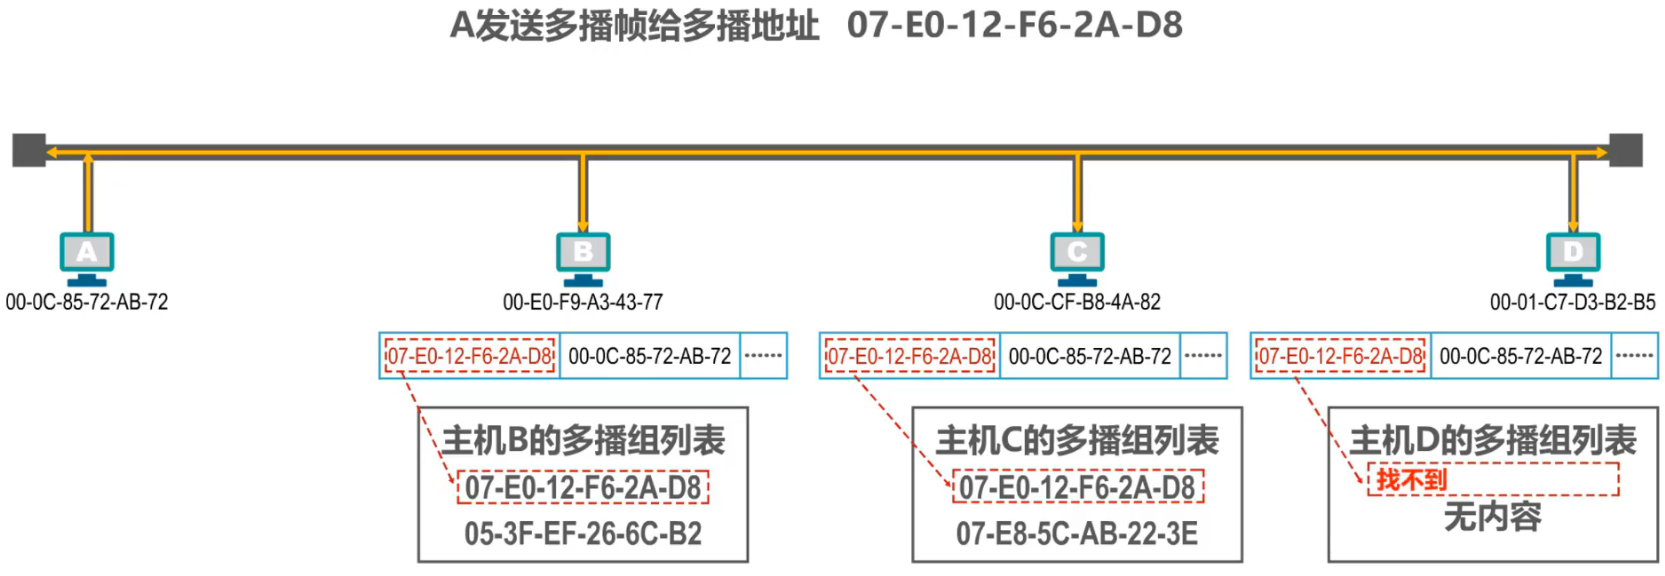 A发送多播帧给多播地址 07-E0-12-F6-2A-D8
A
B
C
D
00-0C-85-72-AB-72
00-E0-F9-A3-43-77
00-0C-CF-B8-4A-82
00-01-C7-D3-B2-B5
07-E0-12-F6-2A-D8 00-0C-85-72-AB-72 ······
07-E0-12-F6-2A-D8 00-0C-85-72-AB-72 ······
07-E0-12-F6-2A-D8 00-0C-85-72-AB-72 ······
主机B的多播组列表
07-E0-12-F6-2A-D8
05-3F-EF-26-6C-B2
主机C的多播组列表
07-E0-12-F6-2A-D8
07-E8-5C-AB-22-3E
主机D的多播组列表
找不到
无内容